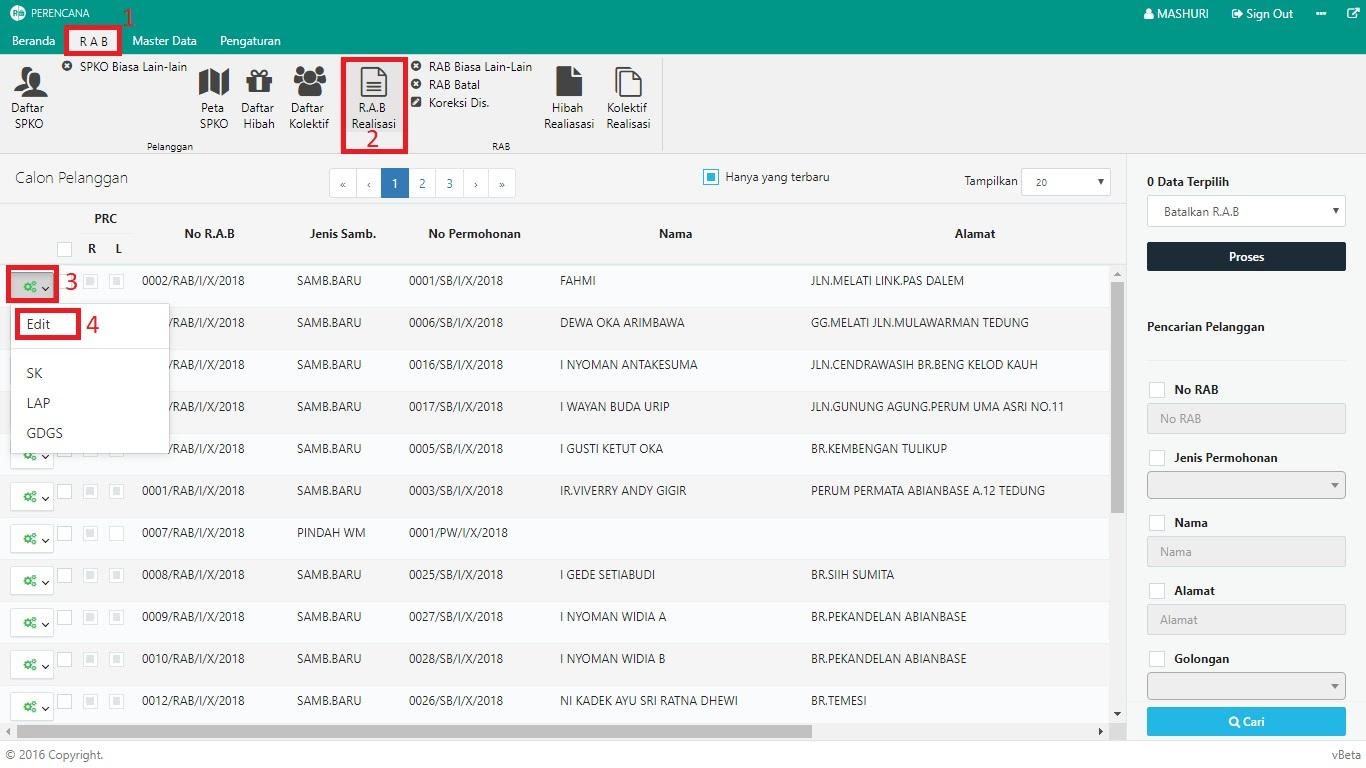 PERENCANA 1 MASHURI Sign Out
Beranda R A B Master Data Pengaturan
SPKO Biasa Lain-lain RAB Biasa Lain-Lain
RAB Batal
Koreksi Dis.
Daftar SPKO
Peta SPKO
Daftar Hibah
Daftar Kolektif
R.A.B Realisasi
2
Hibah Realiasasi
Kolektif Realisasi
Pelanggan RAB
Calon Pelanggan « ‹ 1 2 3 › » Hanya yang terbaru Tampilkan 20
PRC
R L No R.A.B Jenis Samb. No Permohonan Nama Alamat
3 0002/RAB/I/X/2018 SAMB.BARU 0001/SB/I/X/2018 FAHMI JLN.MELATI LINK.PAS DALEM
Edit 4 /RAB/I/X/2018 SAMB.BARU 0006/SB/I/X/2018 DEWA OKA ARIMBAWA GG.MELATI JLN.MULAWARMAN TEDUNG
SK /RAB/I/X/2018 SAMB.BARU 0016/SB/I/X/2018 I NYOMAN ANTAKESUMA JLN.CENDRAWASIH BR.BENG KELOD KAUH
LAP /RAB/I/X/2018 SAMB.BARU 0017/SB/I/X/2018 I WAYAN BUDA URIP JLN.GUNUNG AGUNG.PERUM UMA ASRI NO.11
GDGS /RAB/I/X/2018 SAMB.BARU 0005/SB/I/X/2018 I GUSTI KETUT OKA BR.KEMBENGAN TULIKUP
0001/RAB/I/X/2018 SAMB.BARU 0003/SB/I/X/2018 IR.VIVERRY ANDY GIGIR PERUM PERMATA ABIANBASE A.12 TEDUNG
0007/RAB/I/X/2018 PINDAH WM 0001/PW/I/X/2018
0008/RAB/I/X/2018 SAMB.BARU 0025/SB/I/X/2018 I GEDE SETIABUDI BR.SIIH SUMITA
0009/RAB/I/X/2018 SAMB.BARU 0027/SB/I/X/2018 I NYOMAN WIDIA A BR.PEKANDELAN ABIANBASE
0010/RAB/I/X/2018 SAMB.BARU 0028/SB/I/X/2018 I NYOMAN WIDIA B BR.PEKANDELAN ABIANBASE
0012/RAB/I/X/2018 SAMB.BARU 0026/SB/I/X/2018 NI KADEK AYU SRI RATNA DHEWI BR.TEMESI
0 Data Terpilih
Batalkan R.A.B
Proses
Pencarian Pelanggan
No RAB
No RAB
Jenis Permohonan
Nama
Nama
Alamat
Alamat
Golongan
Cari
© 2016 Copyright. vBeta